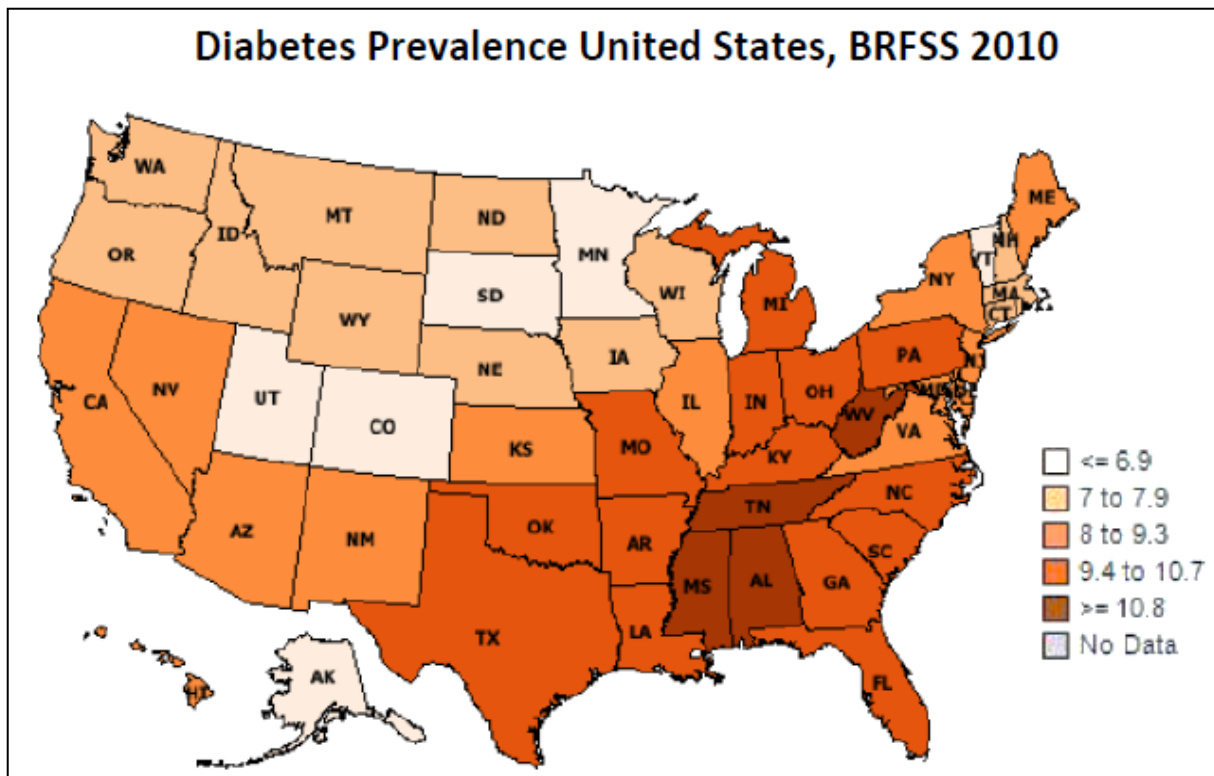 Diabetes Prevalence United States, BRFSS 2010
WA
MT
ND
MN
ME
OR
ID
SD
WI
MI
NY
VT
NH
MA
CT
WY
IA
NE
PA
NJ
NV
UT
CO
CA
KS
MO
IL
IN
OH
WV
VA
KY
NC
TN
AZ
NM
OK
AR
SC
MS
AL
GA
TX
LA
FL
AK
HI
<= 6.9
7 to 7.9
8 to 9.3
9.4 to 10.7
>= 10.8
No Data